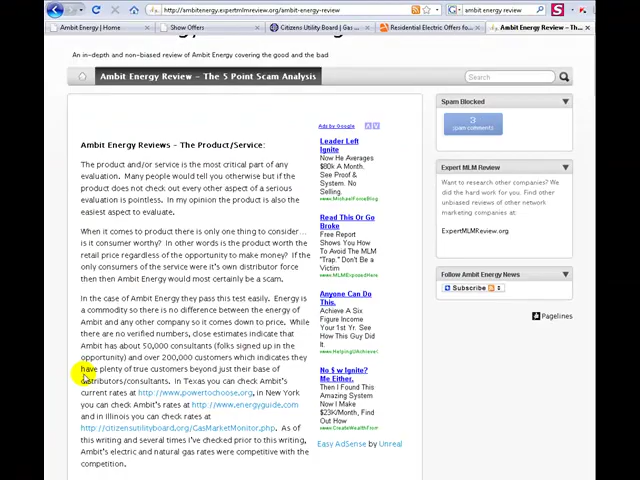 http://ambitenergy.expertmlmreview.org/ambit-energy-review
ambit energy review
Ambit Energy | Home
Show Offers
Citizens Utility Board | Gas ...
Residential Electric Offers fo...
Ambit Energy Review - Th...
An in-depth and non-biased review of Ambit Energy covering the good and the bad
Ambit Energy Review – The 5 Point Scam Analysis
Search
Ambit Energy Reviews – The Product/Service:
The product and/or service is the most critical part of any
evaluation. Many people would tell you otherwise but if the
product does not check out every other aspect of a serious
evaluation is pointless. In my opinion the product is also the
easiest aspect to evaluate.
When it comes to product there is only one thing to consider…
is it consumer worthy? In other words is the product worth the
retail price regardless of the opportunity to make money? If the
only consumers of the service were it's own distributor force
then then Ambit Energy would most certainly be a scam.
In the case of Ambit Energy they pass this test easily. Energy is
a commodity so there is no difference between the energy of
Ambit and any other company so it comes down to price. While
there are no verified numbers, close estimates indicate that
Ambit has about 50,000 consultants (folks signed up in the
opportunity) and over 200,000 customers which indicates they
have plenty of true customers beyond just their base of
distributors/consultants. In Texas you can check Ambit's
current rates at http://www.powertochoose.org, in New York
you can check Ambit's rates at http://www.energyguide.com
and in Illinois you can check rates at
http://citizensutilityboard.org/GasMarketMonitor.php. As of
this writing and several times I've checked prior to this writing,
Ambit's electric and natural gas rates were competitive with the
competition.
Ads by Google
Leader Left
Ignite
Now He Averages
$80k A Month.
See Proof &
System. No
Selling.
www.MichaelForceBlog
Read This Or Go
Broke
Free Report
Shows You How
To Avoid The MLM
"Trap." Don't Be a
Victim
www.MLMExposedHere
Anyone Can Do
This.
Achieve A Six
Figure Income
Your 1st. Yr. See
How This Guy Did
It.
No $ w Ignite?
Me Either.
Then I Found This
Amazing System
Now I Make
$23K/Month, Find
Out How
Easy AdSense by Unreal
Spam Blocked
3
spam comments
Expert MLM Review
Want to research other companies? We
did the hard work for you. Find other
unbiased reviews of network
marketing companies at:
ExpertMLMReview.org
Follow Ambit Energy News
Subscribe
Pagelines